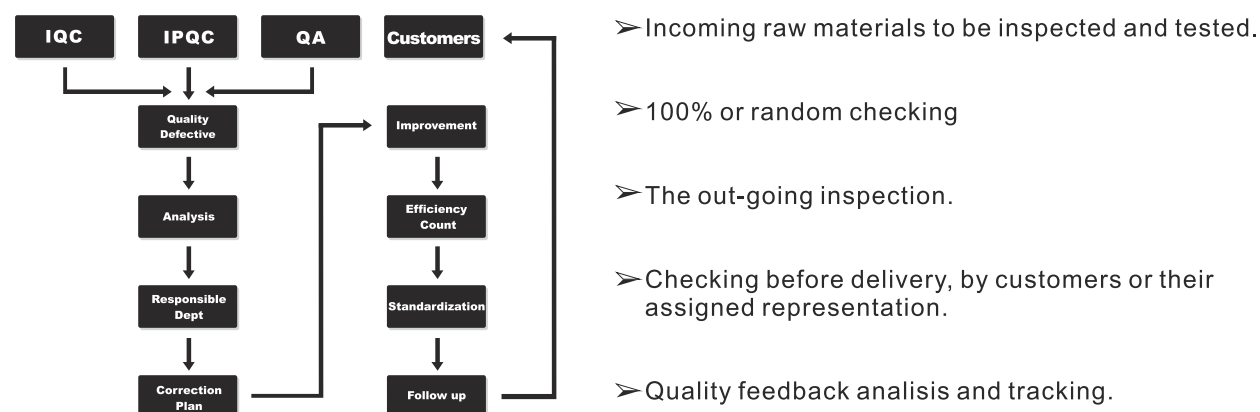 IQC
IPQC
QA
Customers
Quality
Defective
Analysis
Responsible
Dept
Correction
Plan
Improvement
Efficiency
Count
Standardization
Follow up
➢Incoming raw materials to be inspected and tested.
➢100% or random checking
➢The out-going inspection.
➢Checking before delivery, by customers or their
assigned representation.
➢Quality feedback analisis and tracking.